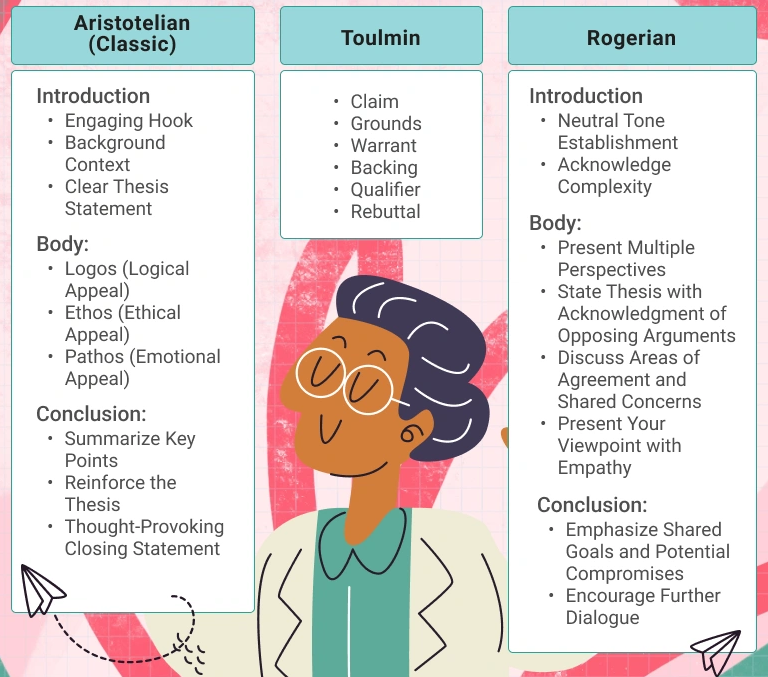 Aristotelian
(Classic)
Introduction
• Engaging Hook
• Background
Context
• Clear Thesis
Statement
Body:
• Logos (Logical
Appeal)
• Ethos (Ethical
Appeal)
• Pathos (Emotional
Appeal)
Conclusion:
• Summarize Key
Points
• Reinforce the
Thesis
• Thought-Provoking
Closing Statement
Toulmin
• Claim
• Grounds
• Warrant
• Backing
• Qualifier
• Rebuttal
Rogerian
Introduction
• Neutral Tone
Establishment
• Acknowledge
Complexity
Body:
• Present Multiple
Perspectives
• State Thesis with
Acknowledgment of
Opposing Arguments
• Discuss Areas of
Agreement and
Shared Concerns
• Present Your
Viewpoint with
Empathy
Conclusion:
• Emphasize Shared
Goals and Potential
Compromises
• Encourage Further
Dialogue